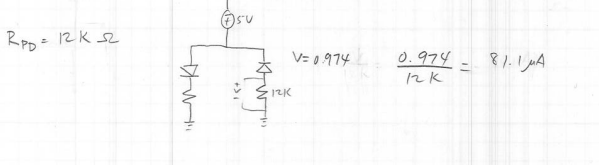 R_PD = 12K Ω
+ 5V
+
V
-
12K
V= 0.974
0.974 / 12K = 81.1 μA